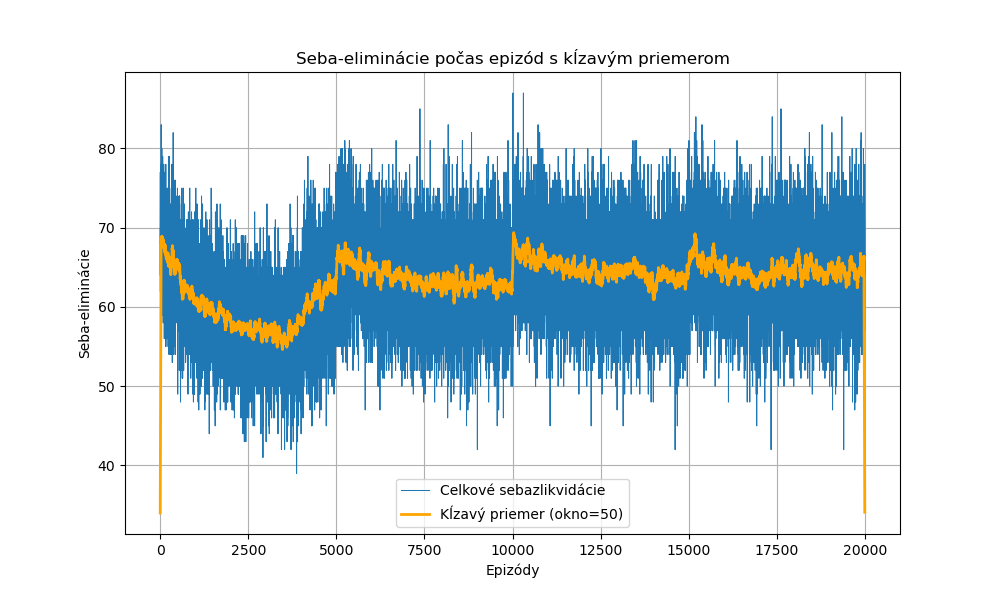 Seba-eliminácie počas epizód s kĺzavým priemerom
Seba-eliminácie
80
70
60
50
40
Celkové sebazlikvidácie
Kĺzavý priemer (okno=50)
0 2500 5000 7500 10000 12500 15000 17500 20000
Epizódy